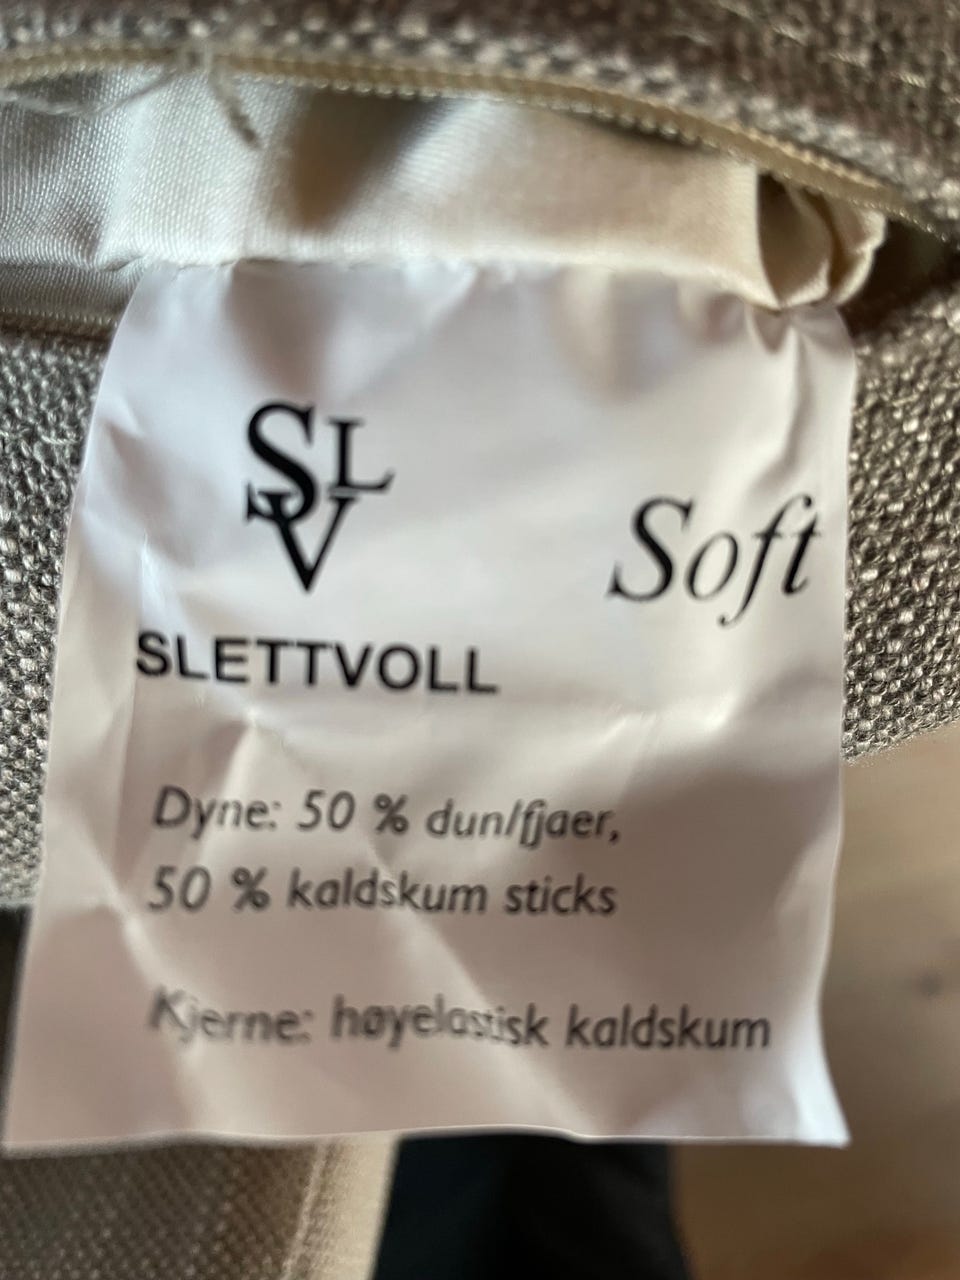 SLV
Soft
SLETTVOLL
Dyne: 50 % dun/fjaer,
50 % kaldskum sticks
Kjerne: høyelastisk kaldskum